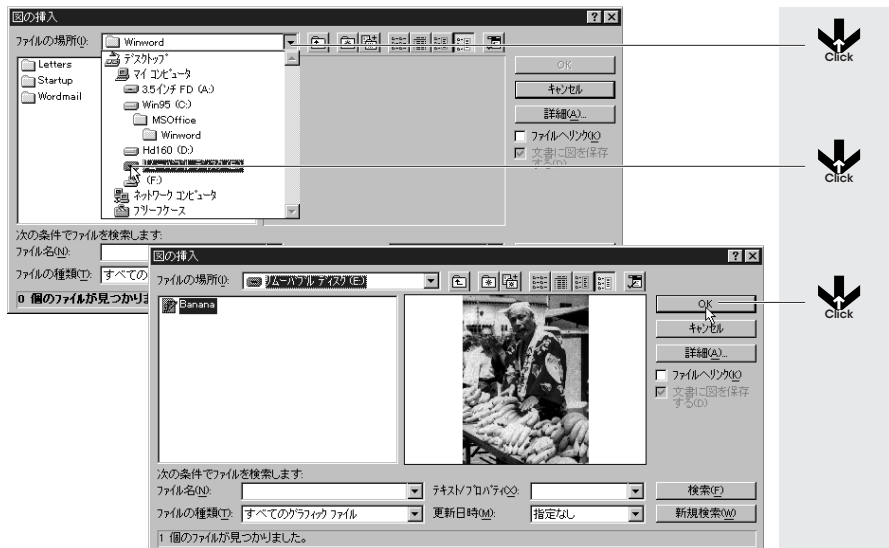 図の挿入
ファイルの場所(I):
Winword
Letters
Startup
Wordmail
デスクトップ
マイ コンピュータ
3.5インチ FD (A:)
Win95 (C:)
MSOffice
Winword
Hd160 (D:)
(F:)
ネットワーク コンピュータ
ブリーフケース
OK
キャンセル
詳細(A)...
ファイルへリンク(K)
文書に図を保存
する(D)
次の条件でファイルを検索します:
ファイル名(N):
ファイルの種類(T):
すべての
0 個のファイルが見つかりま
図の挿入
ファイルの場所(I):
リムーバブル ディスク (E:)
Banana
OK
キャンセル
詳細(A)...
ファイルへリンク(K)
文書に図を保存
する(D)
次の条件でファイルを検索します:
ファイル名(N):
テキスト/プロパティ(X):
検索(F)
ファイルの種類(T):
すべてのグラフィック ファイル
更新日時(M):
指定なし
新規検索(W)
1 個のファイルが見つかりました。
Click
Click
Click